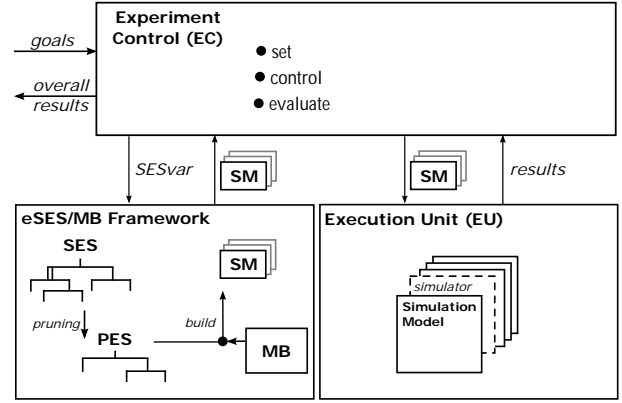 Experiment
Control (EC)
goals
overall
results
● set
● control
● evaluate
SESvar
SM
SM
results
eSES/MB Framework
SES
SM
pruning
build
PES
MB
Execution Unit (EU)
simulator
Simulation
Model